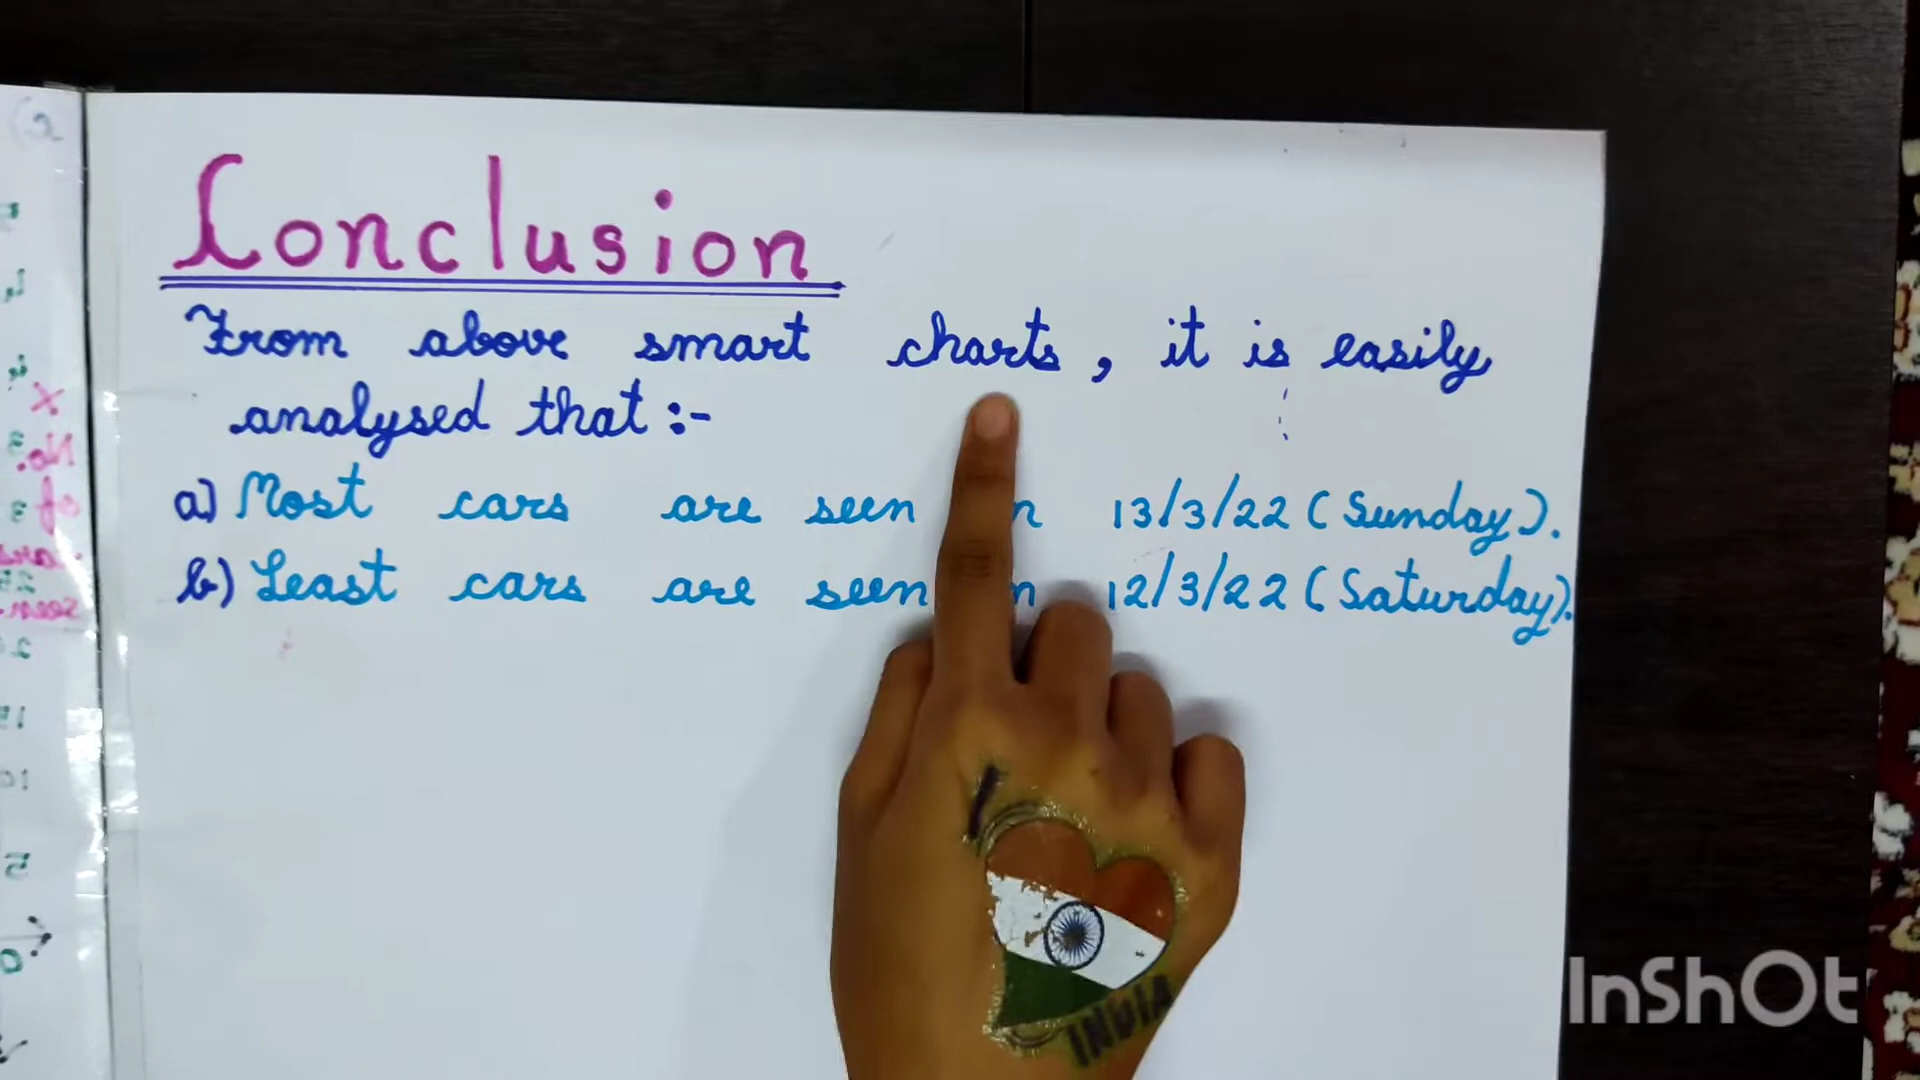 Conclusion
From above smart charts, it is easily
analysed that :-
a) Most cars are seen 13/3/22 (Sunday).
b) Least cars are seen 12/3/22 (Saturday).
INDIA
InShOt